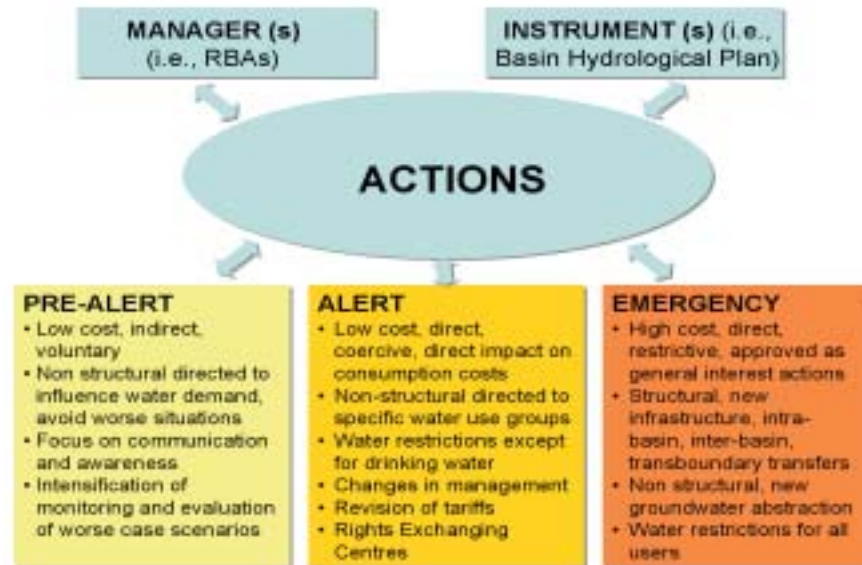 MANAGER (s)
(i.e., RBAs)
INSTRUMENT (s) (i.e.,
Basin Hydrological Plan)
ACTIONS
PRE-ALERT
• Low cost, indirect,
voluntary
• Non structural directed to
influence water demand,
avoid worse situations
• Focus on communication
and awareness
• Intensification of
monitoring and evaluation
of worse case scenarios
ALERT
• Low cost, direct,
coercive, direct impact on
consumption costs
• Non-structural directed to
specific water use groups
• Water restrictions except
for drinking water
• Changes in management
• Revision of tariffs
• Rights Exchanging
Centres
EMERGENCY
• High cost, direct,
restrictive, approved as
general interest actions
• Structural, new
infrastructure, intra-
basin, inter-basin,
transboundary transfers
• Non structural, new
groundwater abstraction
• Water restrictions for all
users